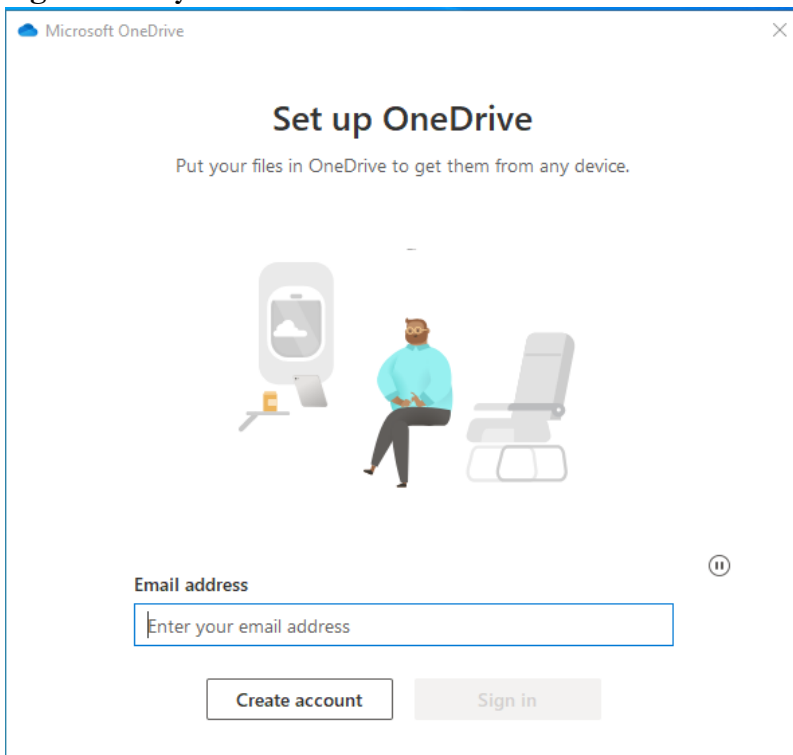 Microsoft OneDrive
Set up OneDrive
Put your files in OneDrive to get them from any device.
Email address
Enter your email address
Create account
Sign in